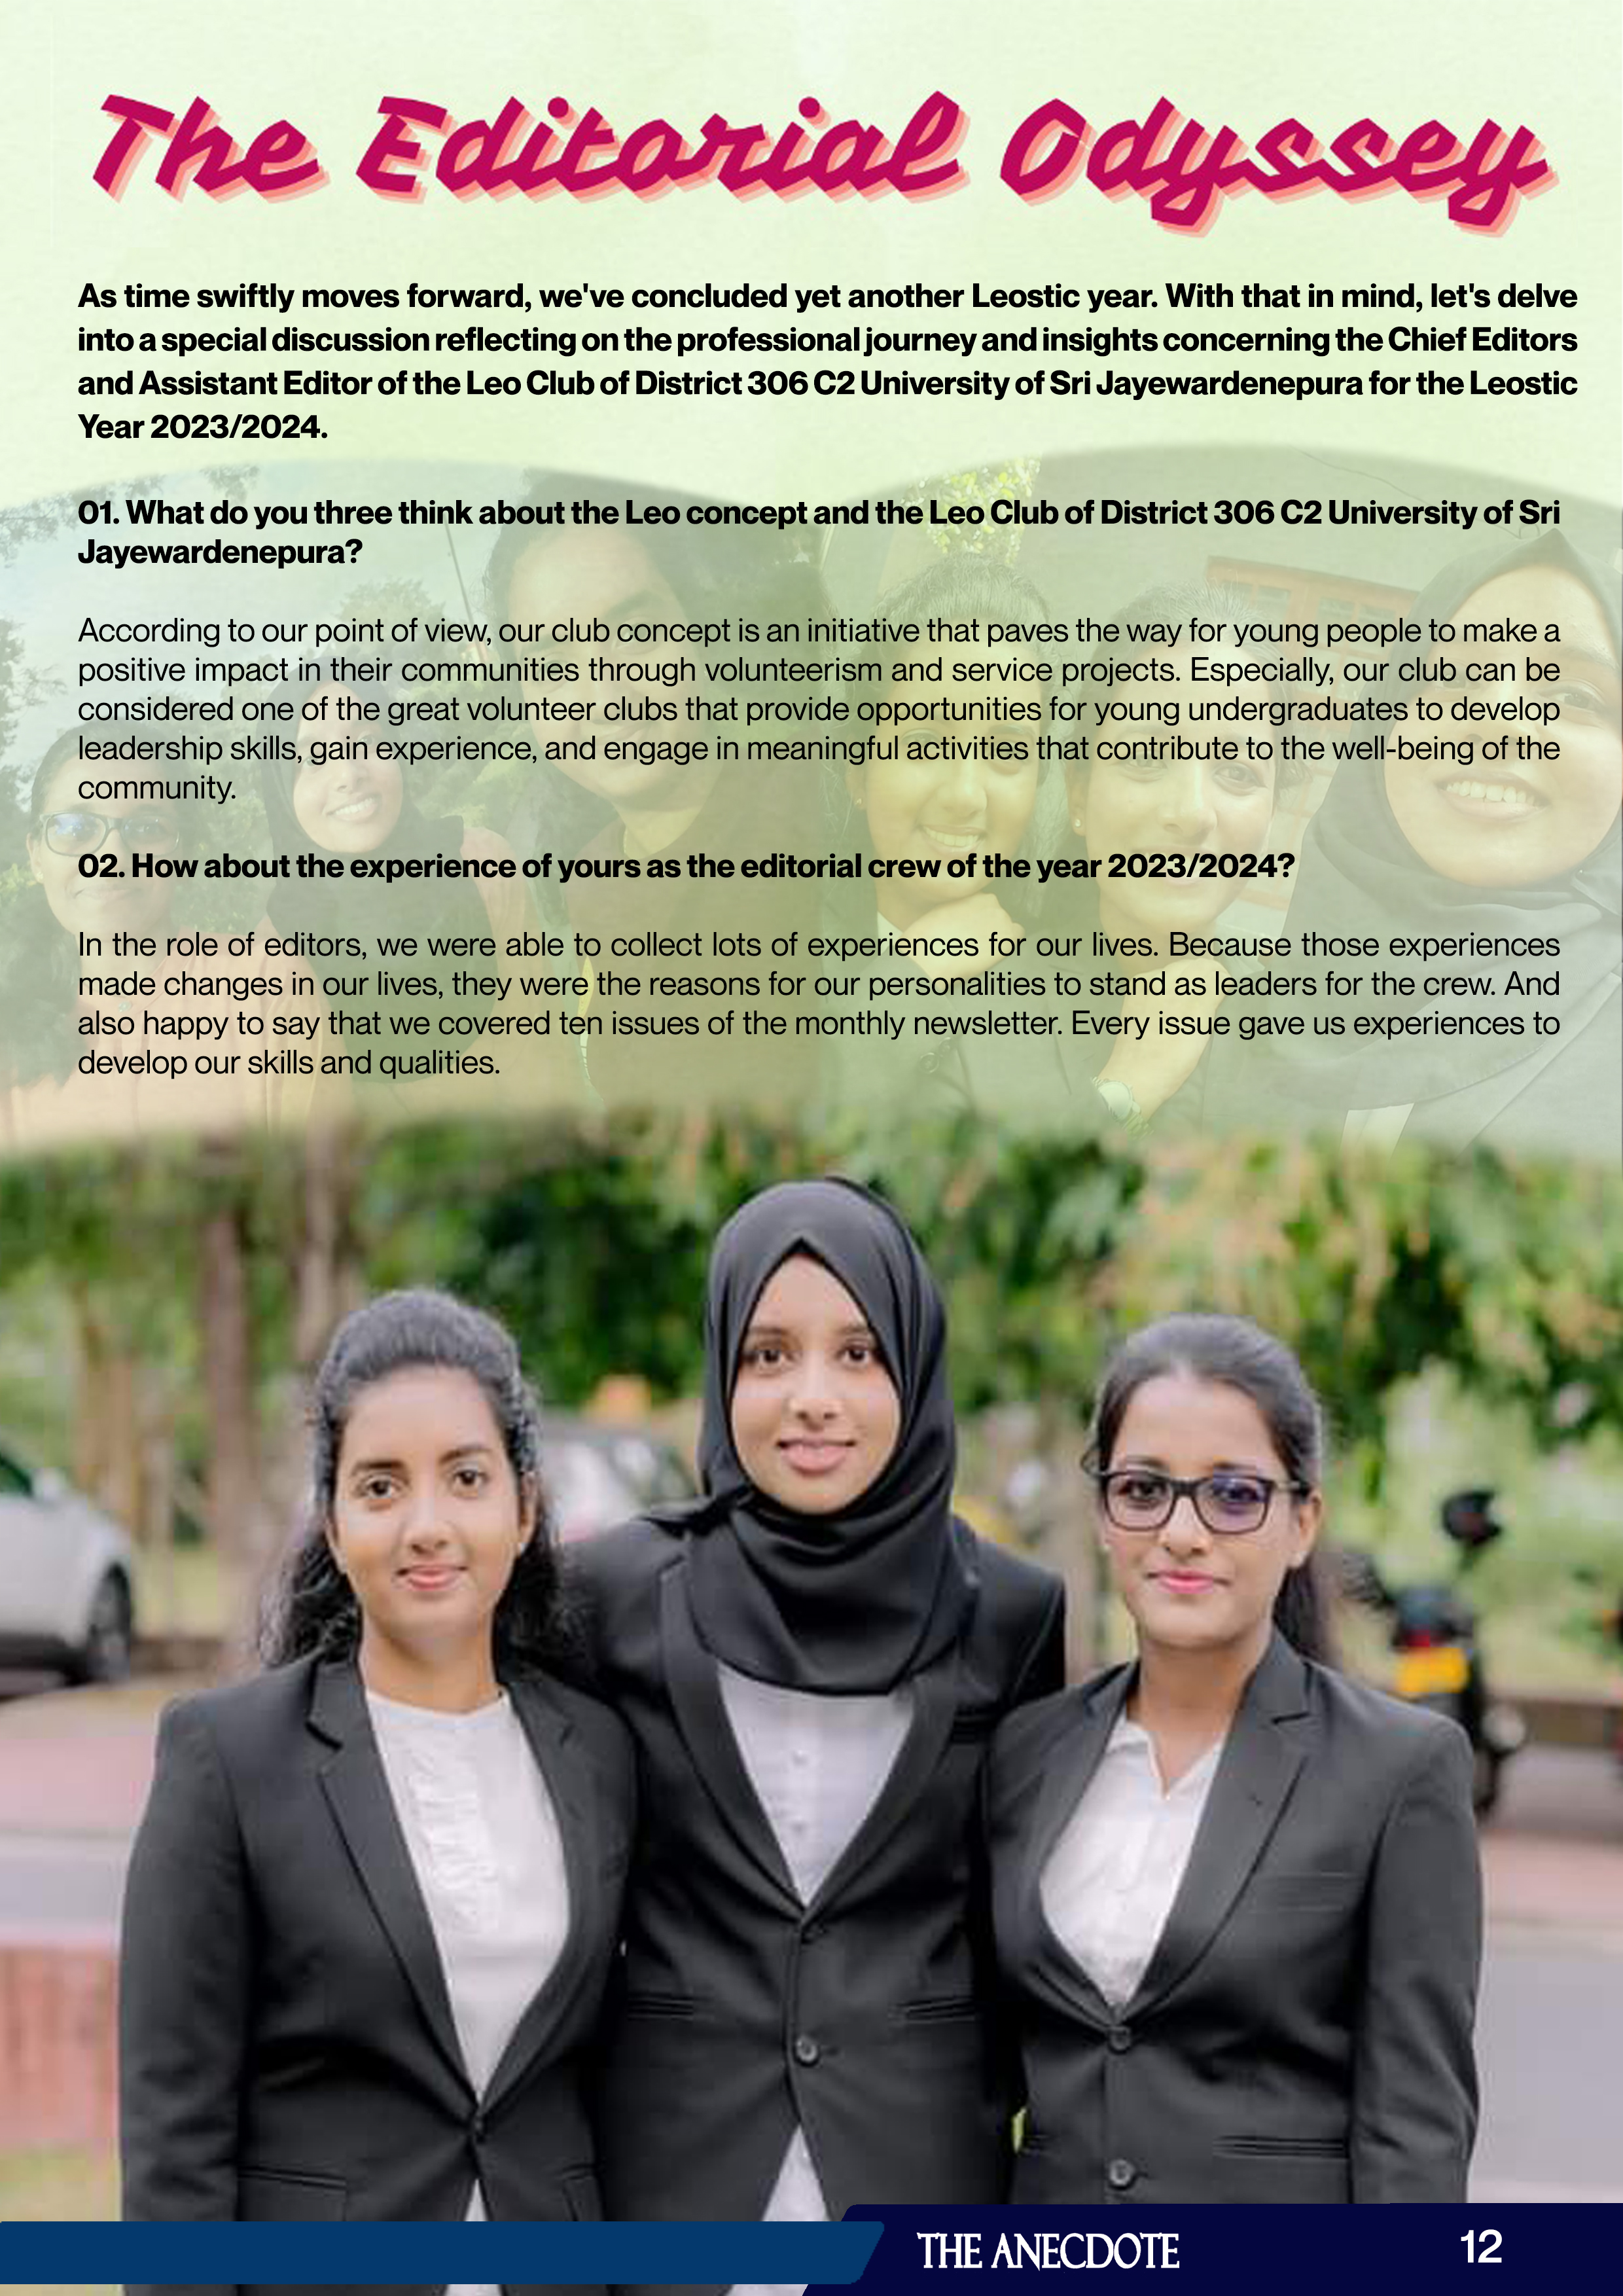 The Editorial Odyssey
As time swiftly moves forward, we've concluded yet another Leostic year. With that in mind, let's delve
into a special discussion reflecting on the professional journey and insights concerning the Chief Editors
and Assistant Editor of the Leo Club of District 306 C2 University of Sri Jayewardenepura for the Leostic
Year 2023/2024.
01. What do you three think about the Leo concept and the Leo Club of District 306 C2 University of Sri
Jayewardenepura?
According to our point of view, our club concept is an initiative that paves the way for young people to make a
positive impact in their communities through volunteerism and service projects. Especially, our club can be
considered one of the great volunteer clubs that provide opportunities for young undergraduates to develop
leadership skills, gain experience, and engage in meaningful activities that contribute to the well-being of the
community.
02. How about the experience of yours as the editorial crew of the year 2023/2024?
In the role of editors, we were able to collect lots of experiences for our lives. Because those experiences
made changes in our lives, they were the reasons for our personalities to stand as leaders for the crew. And
also happy to say that we covered ten issues of the monthly newsletter. Every issue gave us experiences to
develop our skills and qualities.
THE ANECDOTE
12